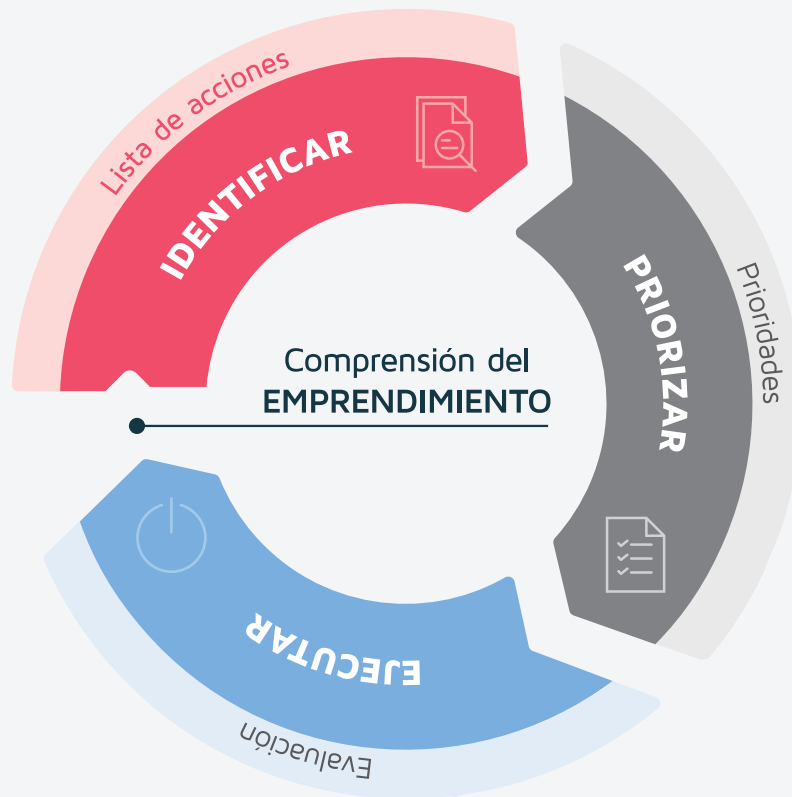 Lista de acciones
IDENTIFICAR
Prioridades
PRIORIZAR
Comprensión del
EMPRENDIMIENTO
EJECUTAR
Evaluación